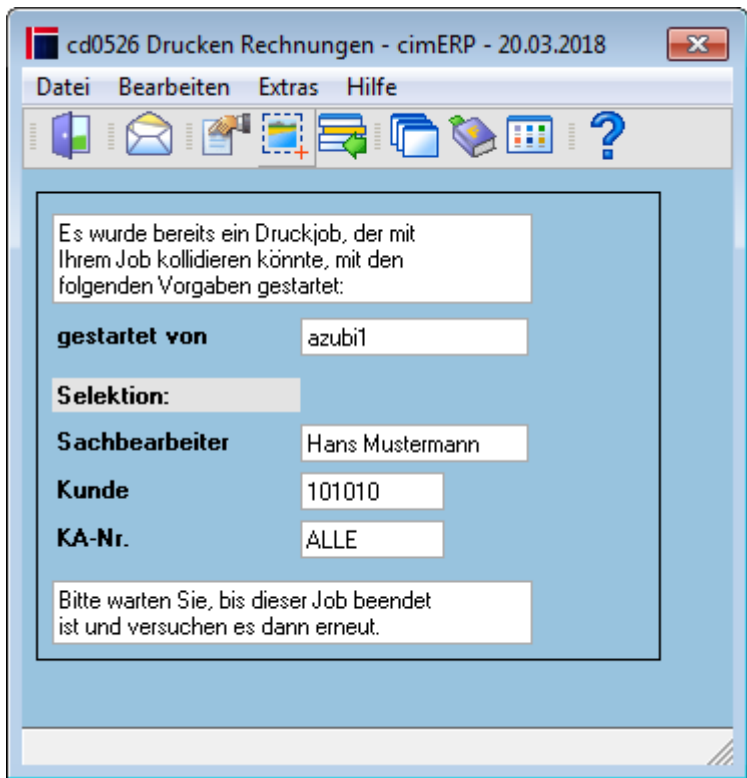 cd0526 Drucken Rechnungen - cimERP - 20.03.2018
Datei Bearbeiten Extras Hilfe
Es wurde bereits ein Druckjob, der mit
Ihrem Job kollidieren könnte, mit den
folgenden Vorgaben gestartet:
gestartet von azubi1
Selektion:
Sachbearbeiter Hans Mustermann
Kunde 101010
KA-Nr. ALLE
Bitte warten Sie, bis dieser Job beendet
ist und versuchen es dann erneut.